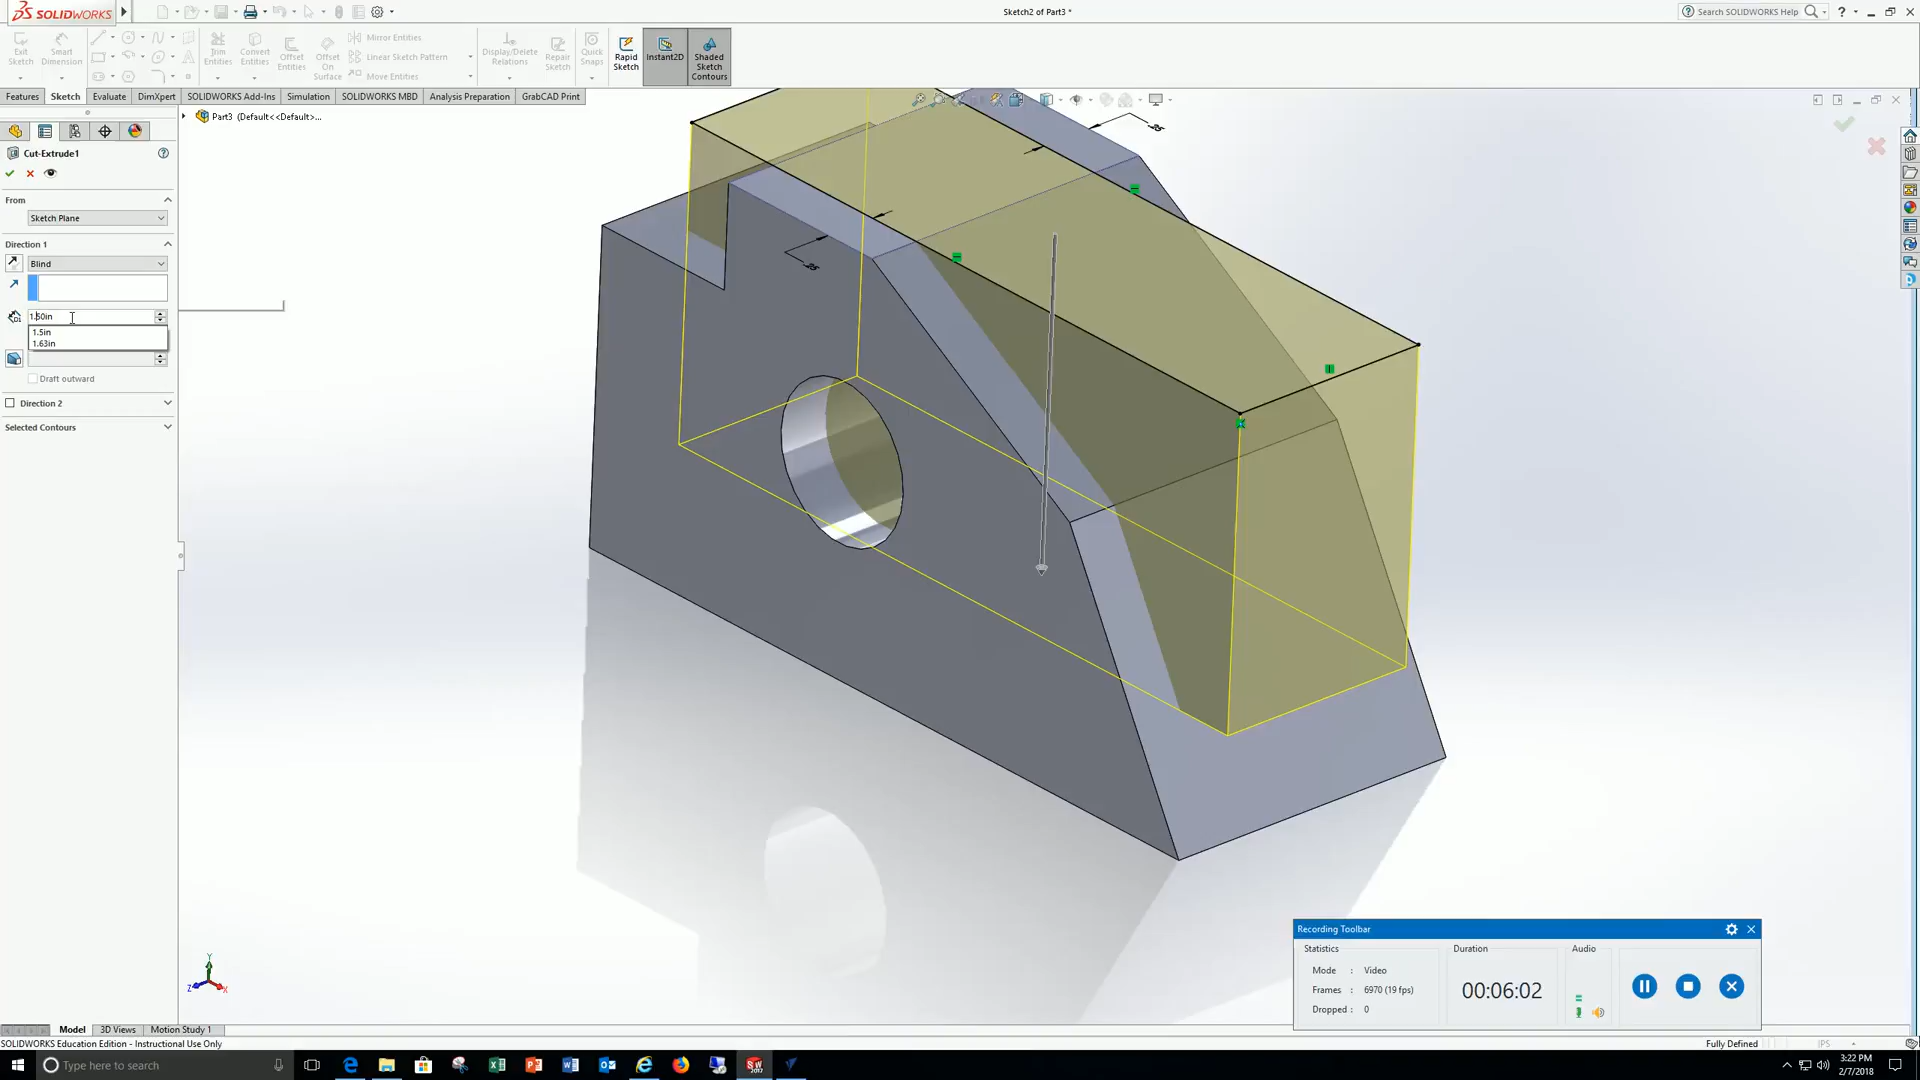 SOLIDWORKS
Sketch2 of Part3 *
Search SOLIDWORKS Help
Exit Sketch
Smart Dimension
Trim Entities
Convert Entities
Offset Entities
Offset On Surface
Mirror Entities
Linear Sketch Pattern
Move Entities
Display/Delete Relations
Repair Sketch
Quick Snaps
Rapid Sketch
Instant2D
Shaded Sketch Contours
Features
Sketch
Evaluate
DimXpert
SOLIDWORKS Add-Ins
Simulation
SOLIDWORKS MBD
Analysis Preparation
GrabCAD Print
Part3 (Default<<Default>...
Cut-Extrude1
From
Sketch Plane
Direction 1
Blind
1.50in
1.5in
1.63in
Draft outward
Direction 2
Selected Contours
.25
.25
Y
Z
X
Recording Toolbar
Statistics
Duration
Audio
Mode : Video
Frames : 6970 (19 fps)
Dropped : 0
00:06:02
Model
3D Views
Motion Study 1
SOLIDWORKS Education Edition - Instructional Use Only
Fully Defined
IPS
Type here to search
3:22 PM
2/7/2018